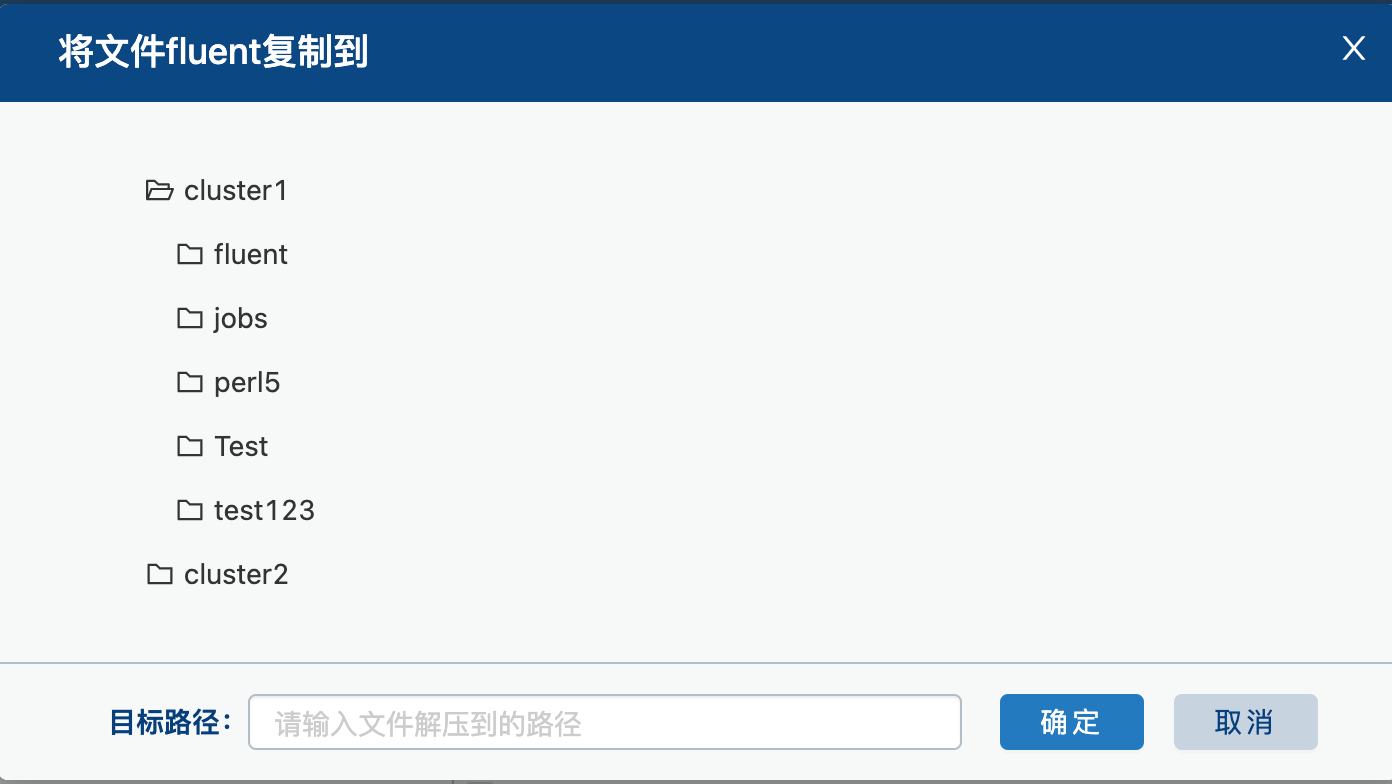 将文件fluent复制到
X
cluster1
fluent
jobs
perl5
Test
test123
cluster2
目标路径： 请输入文件解压到的路径 确定 取消